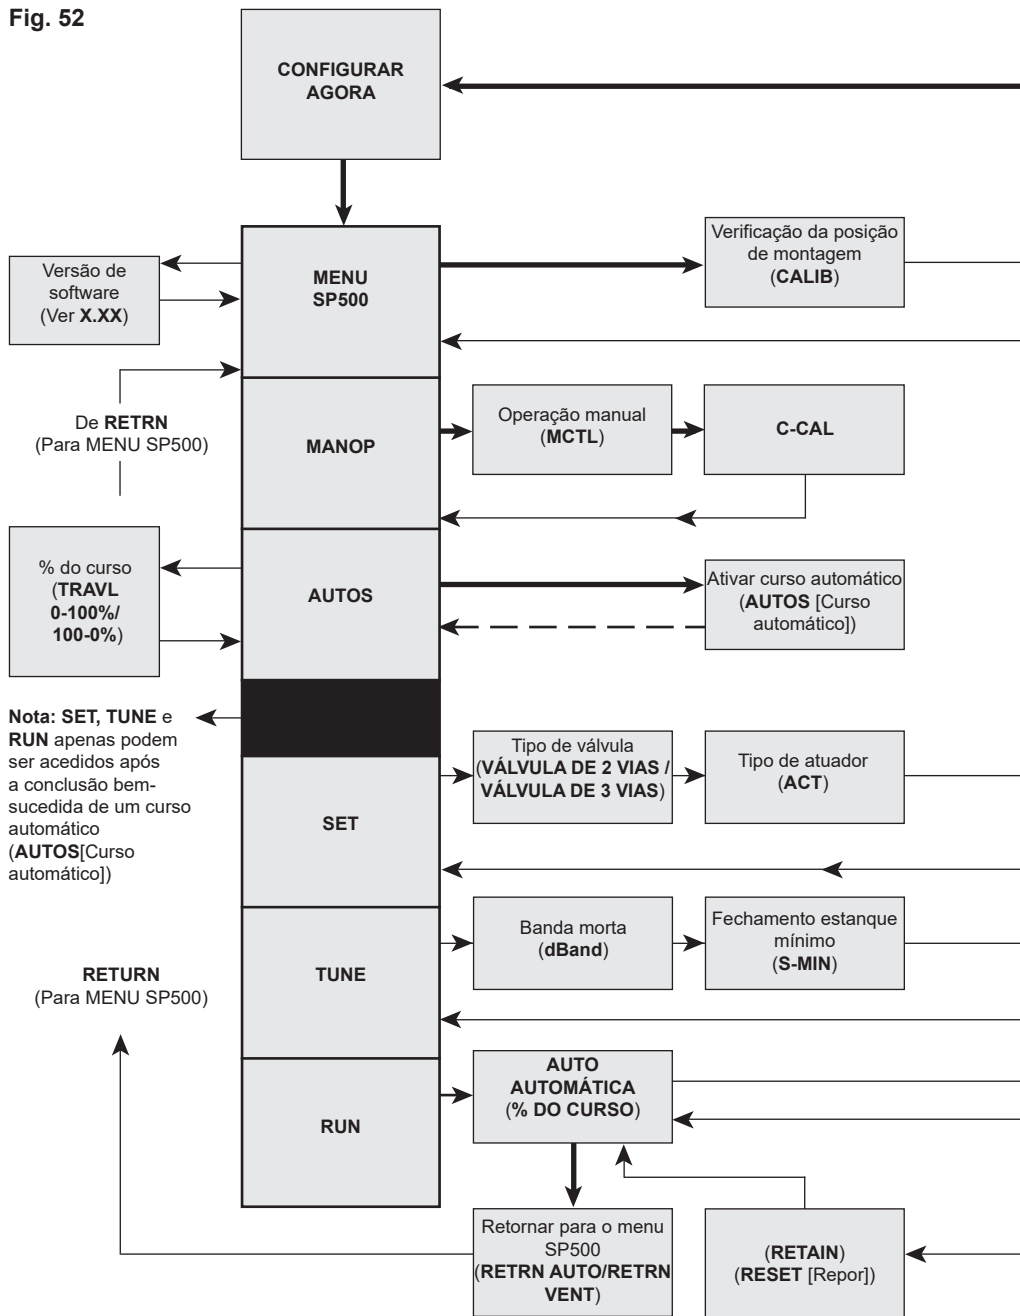 Fig. 52
CONFIGURAR
AGORA
Versão de
software
(Ver X.XX)
MENU
SP500
Verificação da posição
de montagem
(CALIB)
De RETRN
(Para MENU SP500)
MANOP
Operação manual
(MCTL)
C-CAL
% do curso
(TRAVL
0-100%/
100-0%)
AUTOS
Ativar curso automático
(AUTOS [Curso
automático])
Nota: SET, TUNE e
RUN apenas podem
ser acedidos após
a conclusão bem-
sucedida de um curso
automático
(AUTOS[Curso
automático])
SET
Tipo de válvula
(VÁLVULA DE 2 VIAS /
VÁLVULA DE 3 VIAS)
Tipo de atuador
(ACT)
RETURN
(Para MENU SP500)
TUNE
Banda morta
(dBand)
Fechamento estanque
mínimo
(S-MIN)
RUN
AUTO
AUTOMÁTICA
(% DO CURSO)
Retornar para o menu
SP500
(RETRN AUTO/RETRN
VENT)
(RETAIN)
(RESET [Repor])